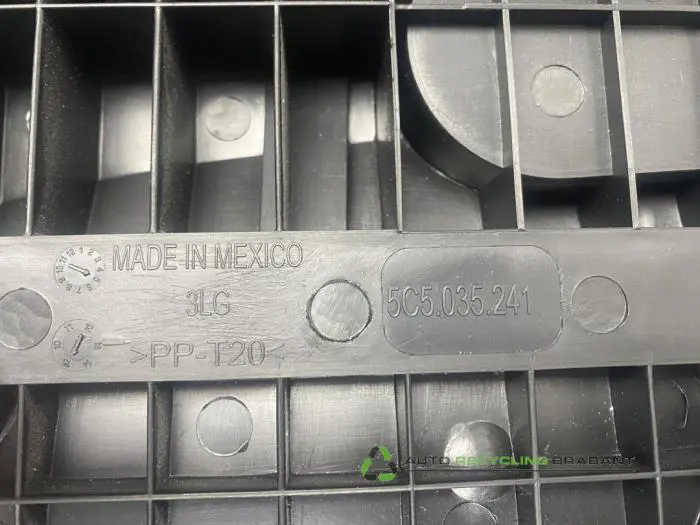 MADE IN MEXICO
3LG
>PP-T20<
5C5.035.241
AUTO RECYCLING BRABANT